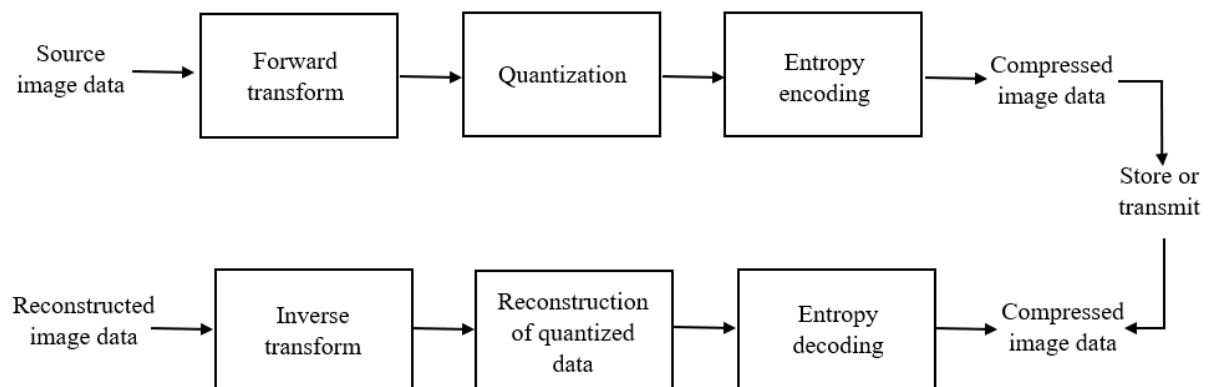 Source
image data
Forward
transform
Quantization
Entropy
encoding
Compressed
image data
Store or
transmit
Reconstructed
image data
Inverse
transform
Reconstruction
of quantized
data
Entropy
decoding
Compressed
image data